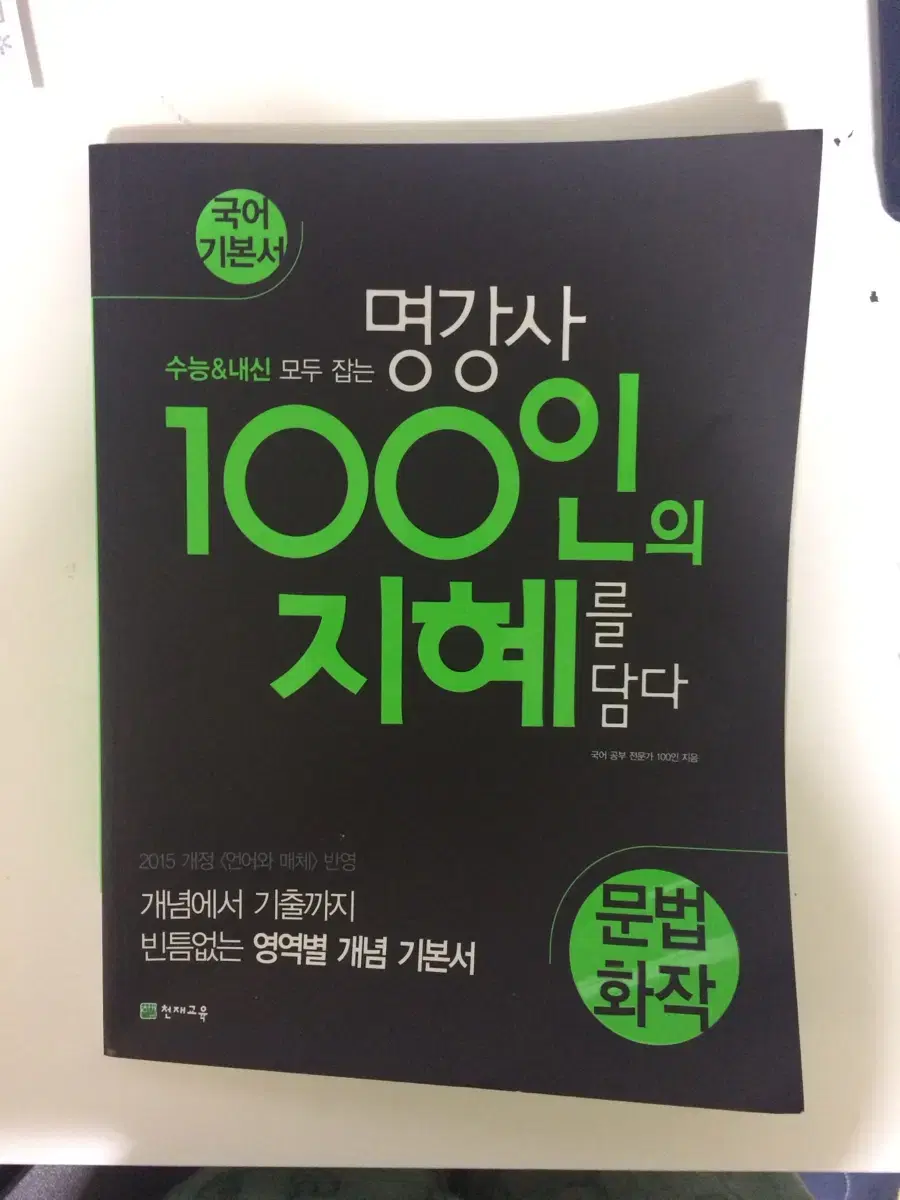 국어
기본서
수능&내신 모두 잡는 명강사
100인의
지혜를
담다
국어 공부 전문가 100인 지음
2015 개정 〈언어와 매체〉 반영
개념에서 기출까지
빈틈없는 영역별 개념 기본서
문법
화작
천재교육